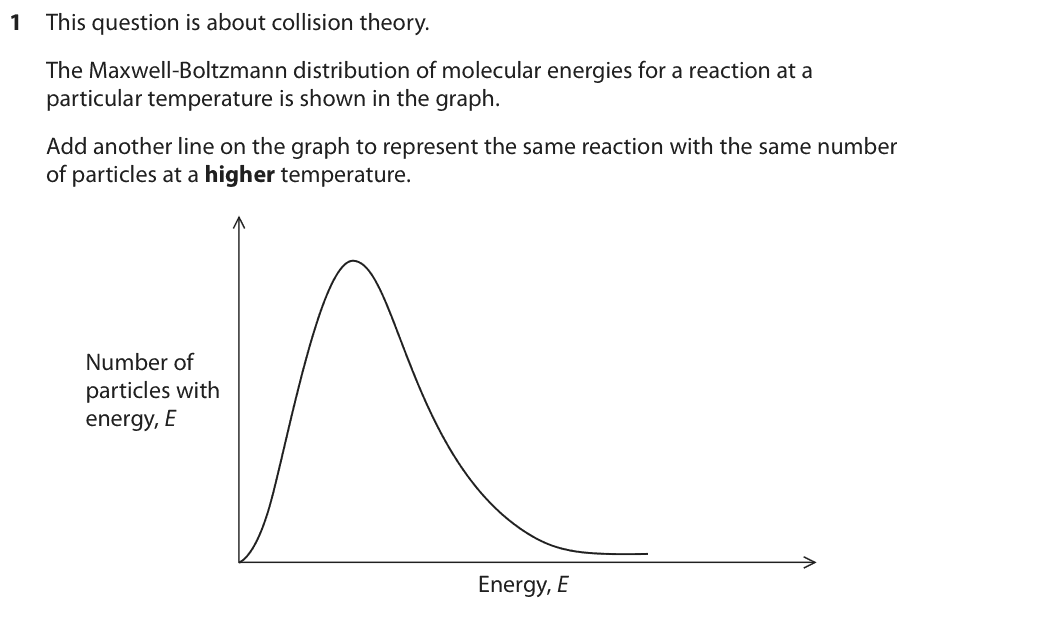 1 This question is about collision theory.
The Maxwell-Boltzmann distribution of molecular energies for a reaction at a
particular temperature is shown in the graph.
Add another line on the graph to represent the same reaction with the same number
of particles at a higher temperature.
Number of
particles with
energy, E
Energy, E